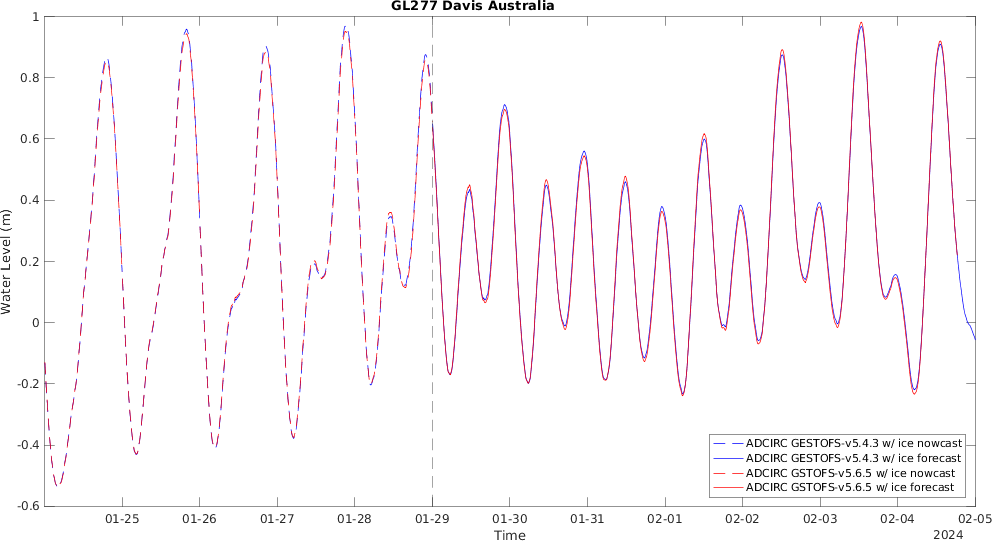 GL277 Davis Australia
1
0.8
0.6
0.4
0.2
0
-0.2
-0.4
-0.6
Water Level (m)
01-25 01-26 01-27 01-28 01-29 01-30 01-31 02-01 02-02 02-03 02-04 02-05
Time
2024
ADCIRC GESTOFS-v5.4.3 w/ ice nowcast
ADCIRC GESTOFS-v5.4.3 w/ ice forecast
ADCIRC GSTOFS-v5.6.5 w/ ice nowcast
ADCIRC GSTOFS-v5.6.5 w/ ice forecast